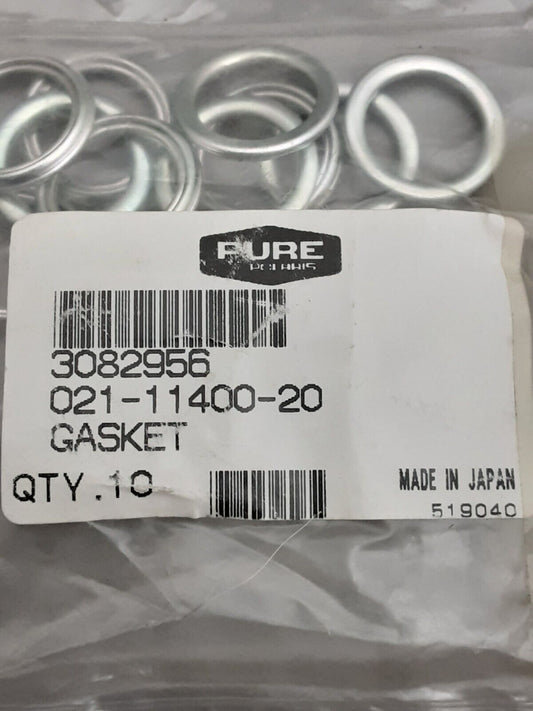 PURE
POLARIS
3082956
021-11400-20
GASKET
QTY.10
MADE IN JAPAN
519040